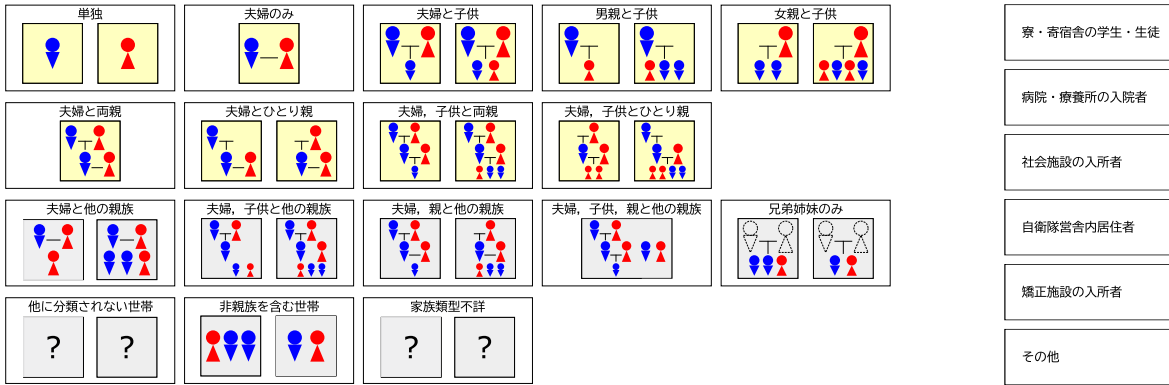 単独
夫婦のみ
夫婦と子供
男親と子供
女親と子供
夫婦と両親
夫婦とひとり親
夫婦，子供と両親
夫婦，子供とひとり親
夫婦と他の親族
夫婦，子供と他の親族
夫婦，親と他の親族
夫婦，子供，親と他の親族
兄弟姉妹のみ
他に分類されない世帯
? ?
非親族を含む世帯
家族類型不詳
? ?
寮・寄宿舎の学生・生徒
病院・療養所の入院者
社会施設の入所者
自衛隊営舎内居住者
矯正施設の入所者
その他